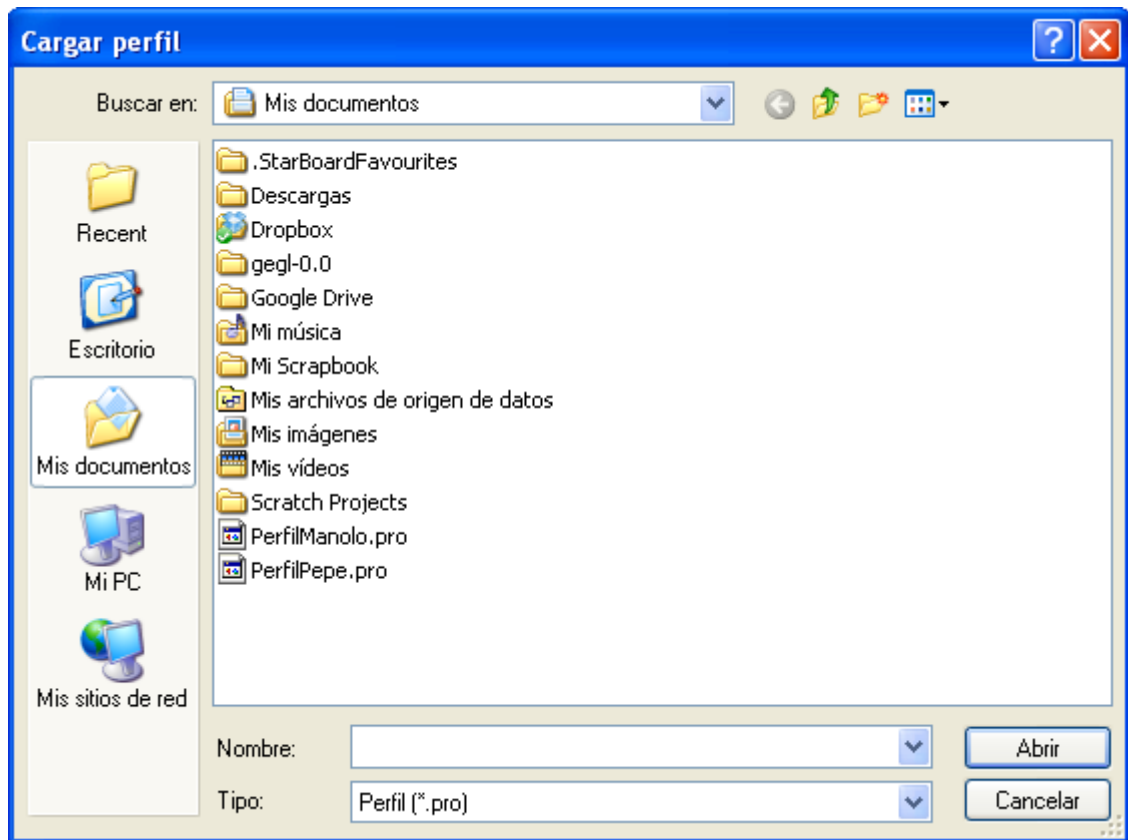 Cargar perfil
Buscar en: Mis documentos
Recent
Escritorio
Mis documentos
Mi PC
Mis sitios de red
.StarBoardFavourites
Descargas
Dropbox
gegl-0.0
Google Drive
Mi música
Mi Scrapbook
Mis archivos de origen de datos
Mis imágenes
Mis vídeos
Scratch Projects
PerfilManolo.pro
PerfilPepe.pro
Nombre: Abrir
Tipo: Perfil (*.pro) Cancelar